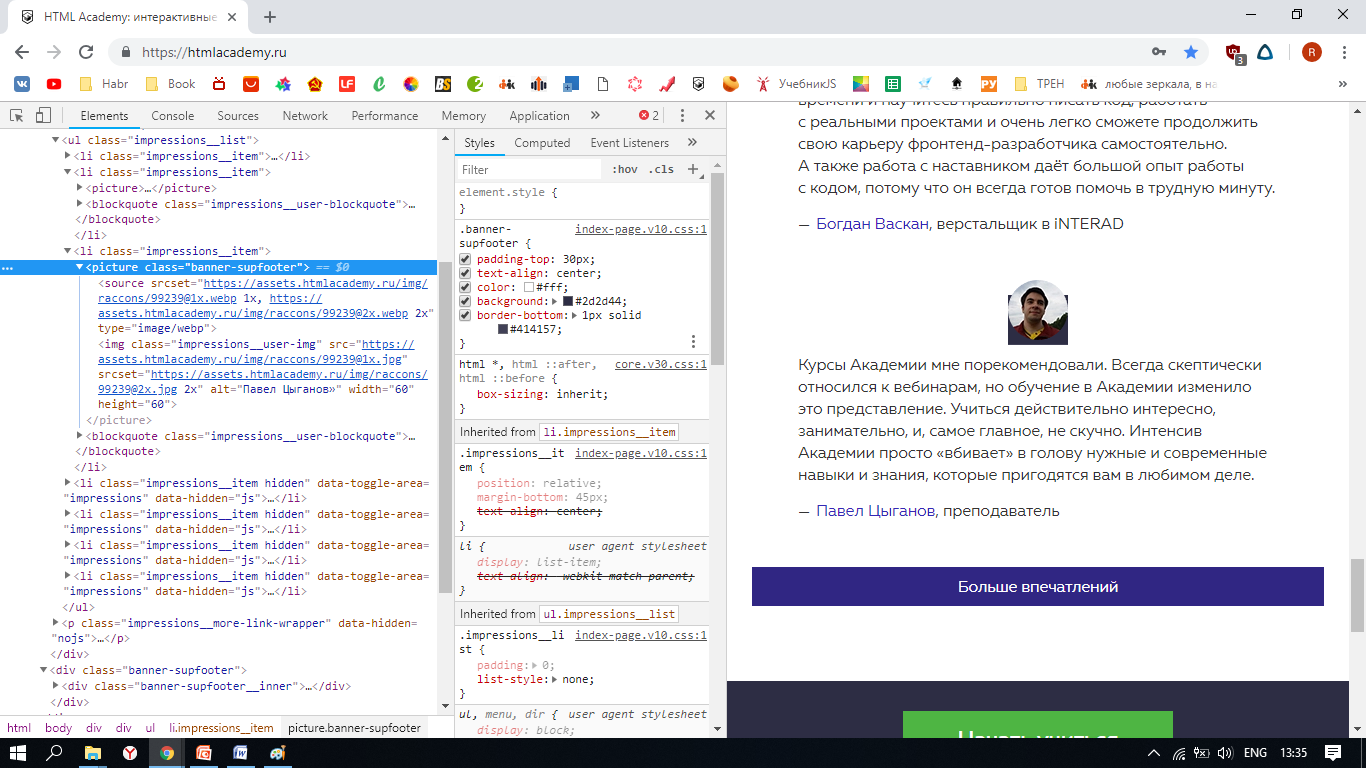 HTML Academy: интерактивные
https://htmlacademy.ru
3
R
Habr
Book
LF
BS
2
УчебникJS
РУ
ТРЕН
любые зеркала, в на
»
Elements
Console
Sources
Network
Performance
Memory
Application
»
2
<ul class="impressions__list">
<li class="impressions__item">…</li>
<li class="impressions__item">
<picture>…</picture>
<blockquote class="impressions__user-blockquote">…
</blockquote>
</li>
<li class="impressions__item">
… <picture class="banner-supfooter"> == $0
<source srcset="https://assets.htmlacademy.ru/img/
raccons/99239@1x.webp 1x, https://
assets.htmlacademy.ru/img/raccons/99239@2x.webp 2x"
type="image/webp">
<img class="impressions__user-img" src="https://
assets.htmlacademy.ru/img/raccons/99239@1x.jpg"
srcset="https://assets.htmlacademy.ru/img/raccons/
99239@2x.jpg 2x" alt="Павел Цыганов»" width="60"
height="60">
</picture>
<blockquote class="impressions__user-blockquote">…
</blockquote>
</li>
<li class="impressions__item hidden" data-toggle-area=
"impressions" data-hidden="js">…</li>
<li class="impressions__item hidden" data-toggle-area=
"impressions" data-hidden="js">…</li>
<li class="impressions__item hidden" data-toggle-area=
"impressions" data-hidden="js">…</li>
<li class="impressions__item hidden" data-toggle-area=
"impressions" data-hidden="js">…</li>
</ul>
<p class="impressions__more-link-wrapper" data-hidden=
"nojs">…</p>
</div>
<div class="banner-supfooter">
<div class="banner-supfooter__inner">…</div>
</div>
html body div div ul li.impressions__item picture.banner-supfooter
Styles
Computed
Event Listeners
»
Filter
:hov
.cls
+
element.style {
}
.banner- index-page.v10.css:1
supfooter {
padding-top: 30px;
text-align: center;
color: #fff;
background: #2d2d44;
border-bottom: 1px solid
#414157;
}
html *, html ::after, core.v30.css:1
html ::before {
box-sizing: inherit;
}
Inherited from li.impressions__item
.impressions__it index-page.v10.css:1
em {
position: relative;
margin-bottom: 45px;
text-align: center;
}
li { user agent stylesheet
display: list-item;
text-align: -webkit-match-parent;
}
Inherited from ul.impressions__list
.impressions__li index-page.v10.css:1
st {
padding: 0;
list-style: none;
}
ul, menu, dir { user agent stylesheet
display: block;
времени и научитесь правильно писать код, работать
с реальными проектами и очень легко сможете продолжить
свою карьеру фронтенд-разработчика самостоятельно.
А также работа с наставником даёт большой опыт работы
с кодом, потому что он всегда готов помочь в трудную минуту.
— Богдан Васкан, верстальщик в iNTERAD
Курсы Академии мне порекомендовали. Всегда скептически
относился к вебинарам, но обучение в Академии изменило
это представление. Учиться действительно интересно,
занимательно, и, самое главное, не скучно. Интенсив
Академии просто «вбивает» в голову нужные и современные
навыки и знания, которые пригодятся вам в любимом деле.
— Павел Цыганов, преподаватель
Больше впечатлений
Начать учиться
ENG
13:35